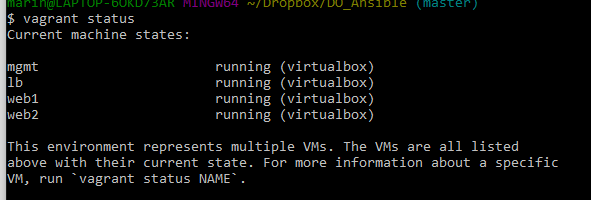 marin@LAPTOP-6OKD73AR MINGW64 ~/Dropbox/DO_Ansible (master)
$ vagrant status
Current machine states:
mgmt running (virtualbox)
lb running (virtualbox)
web1 running (virtualbox)
web2 running (virtualbox)
This environment represents multiple VMs. The VMs are all listed
above with their current state. For more information about a specific
VM, run `vagrant status NAME`.